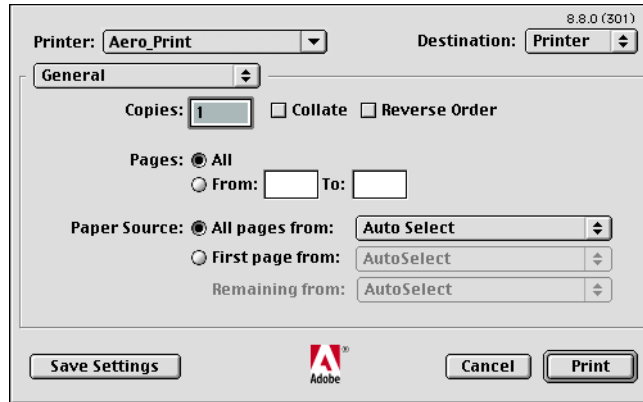 8.8.0 (301)
Printer: Aero_Print Destination: Printer
General
Copies: 1 Collate Reverse Order
Pages: All
From: To:
Paper Source: All pages from: Auto Select
First page from: AutoSelect
Remaining from: AutoSelect
Save Settings Adobe® Cancel Print